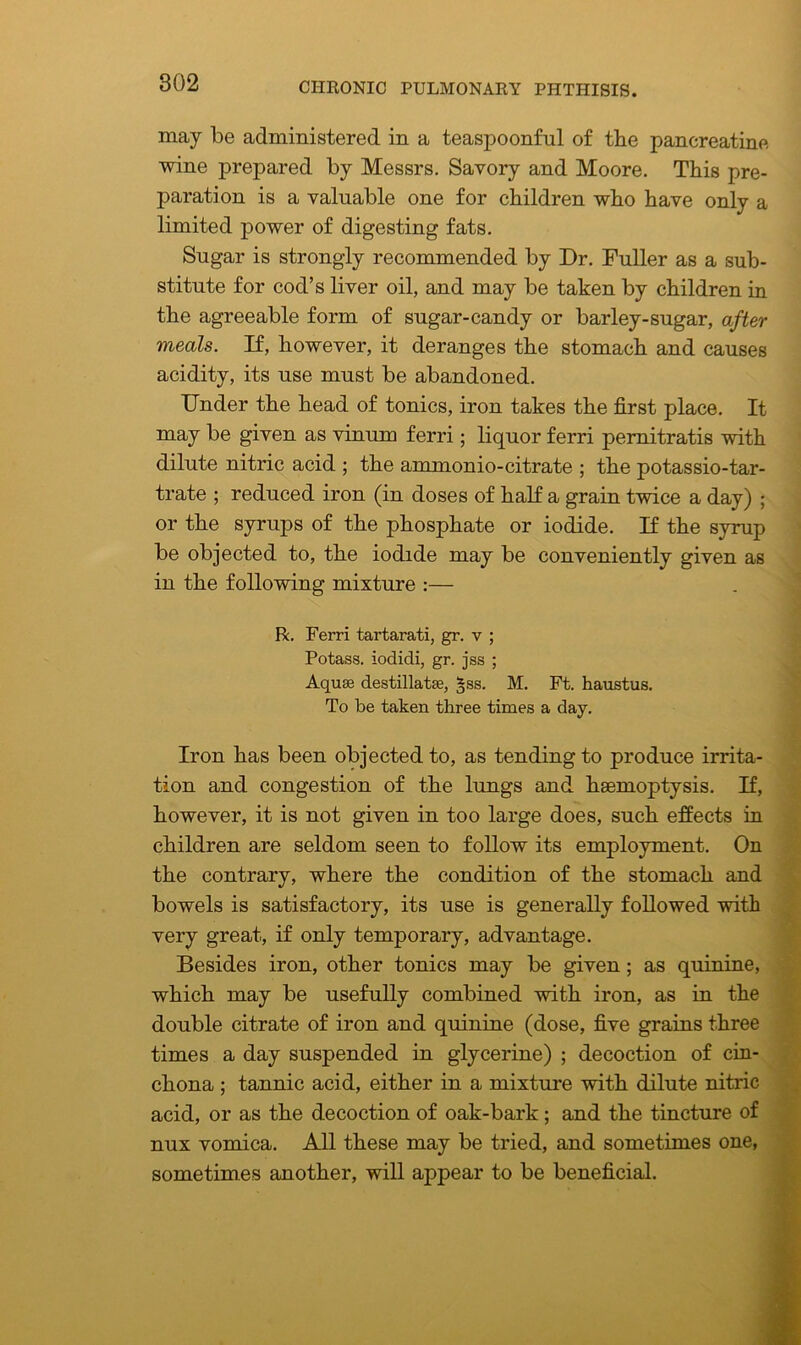 302
CHRONIC PULMONARY PHTHISIS.
may be administered in a teaspoonful of the pancreatine
wine prepared by Messrs. Savory and Moore. This pre-
paration is a valuable one for children who have only a
limited power of digesting fats.
Sugar is strongly recommended by Dr. Fuller as a sub-
stitute for cod's liver oil, and may be taken by children in
the agreeable form of sugar-candy or barley-sugar, after
meals. If, however, it deranges the stomach and causes
acidity, its use must be abandoned.
Under the head of tonics, iron takes the first place. It
may be given as vinum ferri; liquor ferri pernitratis with
dilute nitric acid ; the ammonio-citrate ; the potassio-tar-
trate ; reduced iron (in doses of half a grain twice a day) ;
or the syrups of the phosphate or iodide. If the syrup
be objected to, the iodide may be conveniently given as
in the following mixture :—
R. Ferri tartarati, gr. v ;
Potass. iodidi, gr. jss ;
Aquæ destillatæ, ℥ss. M. Ft. haustus.
To be taken three times a day.
Iron has been objected to, as tending to produce irrita-
tion and congestion of the lungs and hæmoptysis. If,
however, it is not given in too large does, such effects in
children are seldom seen to follow its employment. On
the contrary, where the condition of the stomach and
bowels is satisfactory, its use is generally followed with
very great, if only temporary, advantage.
Besides iron, other tonics may be given ; as quinine,
which may be usefully combined with iron, as in the
double citrate of iron and quinine (dose, five grains three
times a day suspended in glycerine) ; decoction of cin-
chona ; tannic acid, either in a mixture with dilute nitric
acid, or as the decoction of oak-bark ; and the tincture of
nux vomica. All these may be tried, and sometimes one,
sometimes another, will appear to be beneficial.